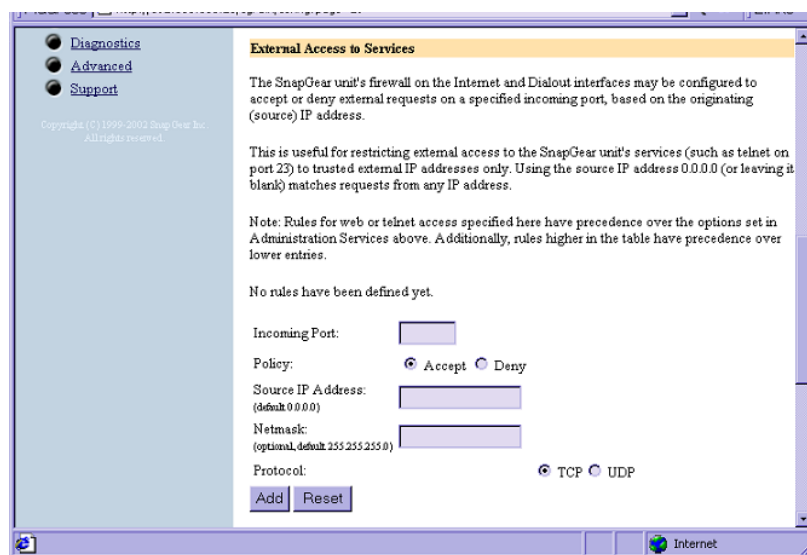 Diagnostics
Advanced
Support
Copyright (C) 1999-2002 Snap Gear Inc.
All rights reserved.
External Access to Services
The SnapGear unit's firewall on the Internet and Dialout interfaces may be configured to
accept or deny external requests on a specified incoming port, based on the originating
(source) IP address.
This is useful for restricting external access to the SnapGear unit's services (such as telnet on
port 23) to trusted external IP addresses only. Using the source IP address 0.0.0.0 (or leaving it
blank) matches requests from any IP address.
Note: Rules for web or telnet access specified here have precedence over the options set in
Administration Services above. Additionally, rules higher in the table have precedence over
lower entries.
No rules have been defined yet.
Incoming Port:
Policy: Accept Deny
Source IP Address:
(default 0.0.0.0)
Netmask:
(optional, default 255.255.255.0)
Protocol: TCP UDP
Add Reset
Internet